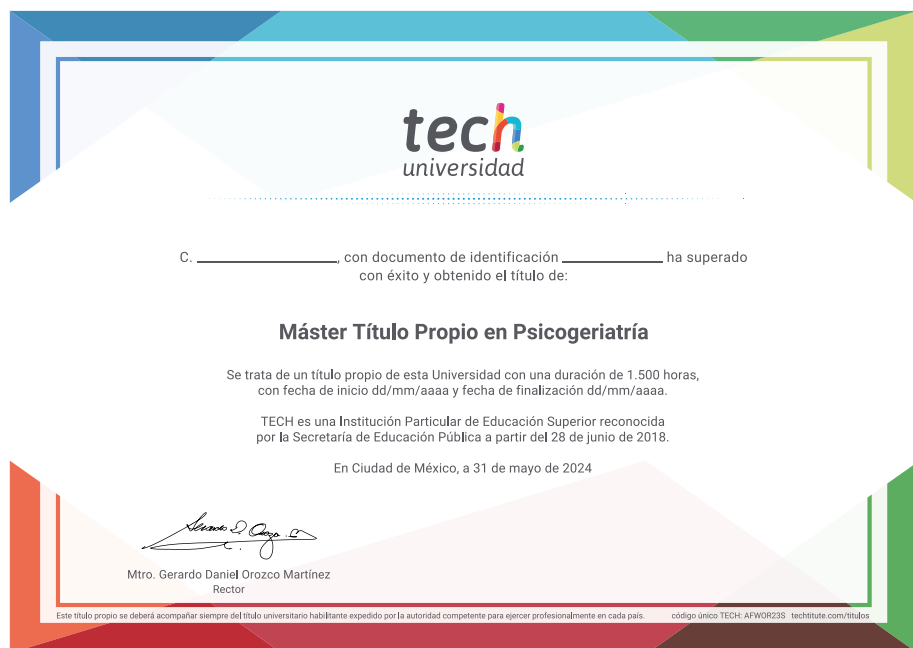 tech
universidad
C. ____________, con documento de identificación ____________ ha superado
con éxito y obtenido el título de:
Máster Título Propio en Psicogeriatría
Se trata de un título propio de esta Universidad con una duración de 1.500 horas,
con fecha de inicio dd/mm/aaaa y fecha de finalización dd/mm/aaaa.
TECH es una Institución Particular de Educación Superior reconocida
por la Secretaría de Educación Pública a partir del 28 de junio de 2018.
En Ciudad de México, a 31 de mayo de 2024
Mtro. Gerardo Daniel Orozco Martínez
Rector
Este título propio se deberá acompañar siempre del título universitario habilitante expedido por la autoridad competente para ejercer profesionalmente en cada país. código único TECH: AFWOR23S techtitute.com/titulos